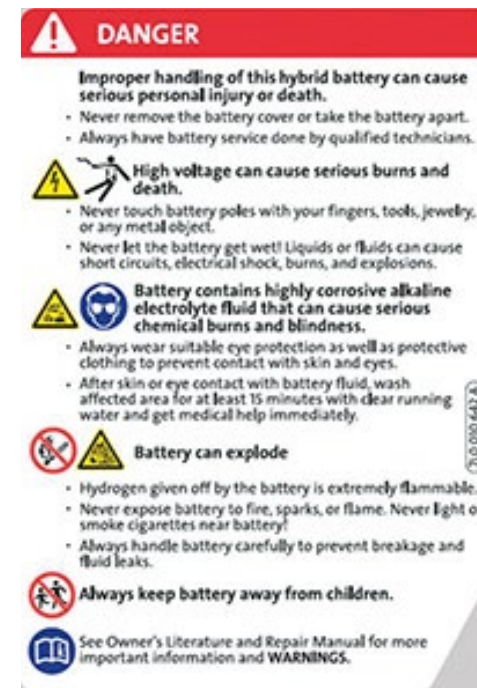 DANGER
Improper handling of this hybrid battery can cause
serious personal injury or death.
· Never remove the battery cover or take the battery apart.
· Always have battery service done by qualified technicians.
High voltage can cause serious burns and
death.
· Never touch battery poles with your fingers, tools, jewelry,
or any metal object.
· Never let the battery get wet! Liquids or fluids can cause
short circuits, electrical shock, burns, and explosions.
Battery contains highly corrosive alkaline
electrolyte fluid that can cause serious
chemical burns and blindness.
· Always wear suitable eye protection as well as protective
clothing to prevent contact with skin and eyes.
· After skin or eye contact with battery fluid, wash
affected area for at least 15 minutes with clear running
water and get medical help immediately.
7L0 010 642 A
Battery can explode
· Hydrogen given off by the battery is extremely flammable.
· Never expose battery to fire, sparks, or flame. Never light o
smoke cigarettes near battery!
· Always handle battery carefully to prevent breakage and
fluid leaks.
Always keep battery away from children.
See Owner's Literature and Repair Manual for more
important information and WARNINGS.